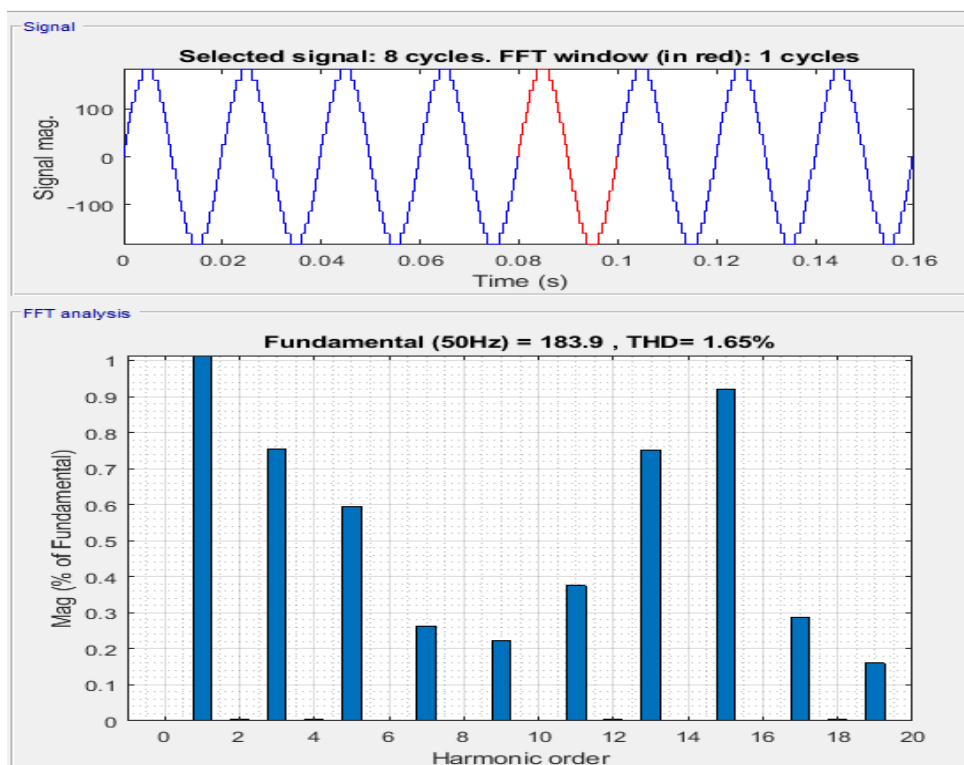 Signal
Selected signal: 8 cycles. FFT window (in red): 1 cycles
100
0
-100
Signal mag.
0 0.02 0.04 0.06 0.08 0.1 0.12 0.14 0.16
Time (s)
FFT analysis
Fundamental (50Hz) = 183.9 , THD= 1.65%
1
0.9
0.8
0.7
0.6
0.5
0.4
0.3
0.2
0.1
0
Mag (% of Fundamental)
0 2 4 6 8 10 12 14 16 18 20
Harmonic order